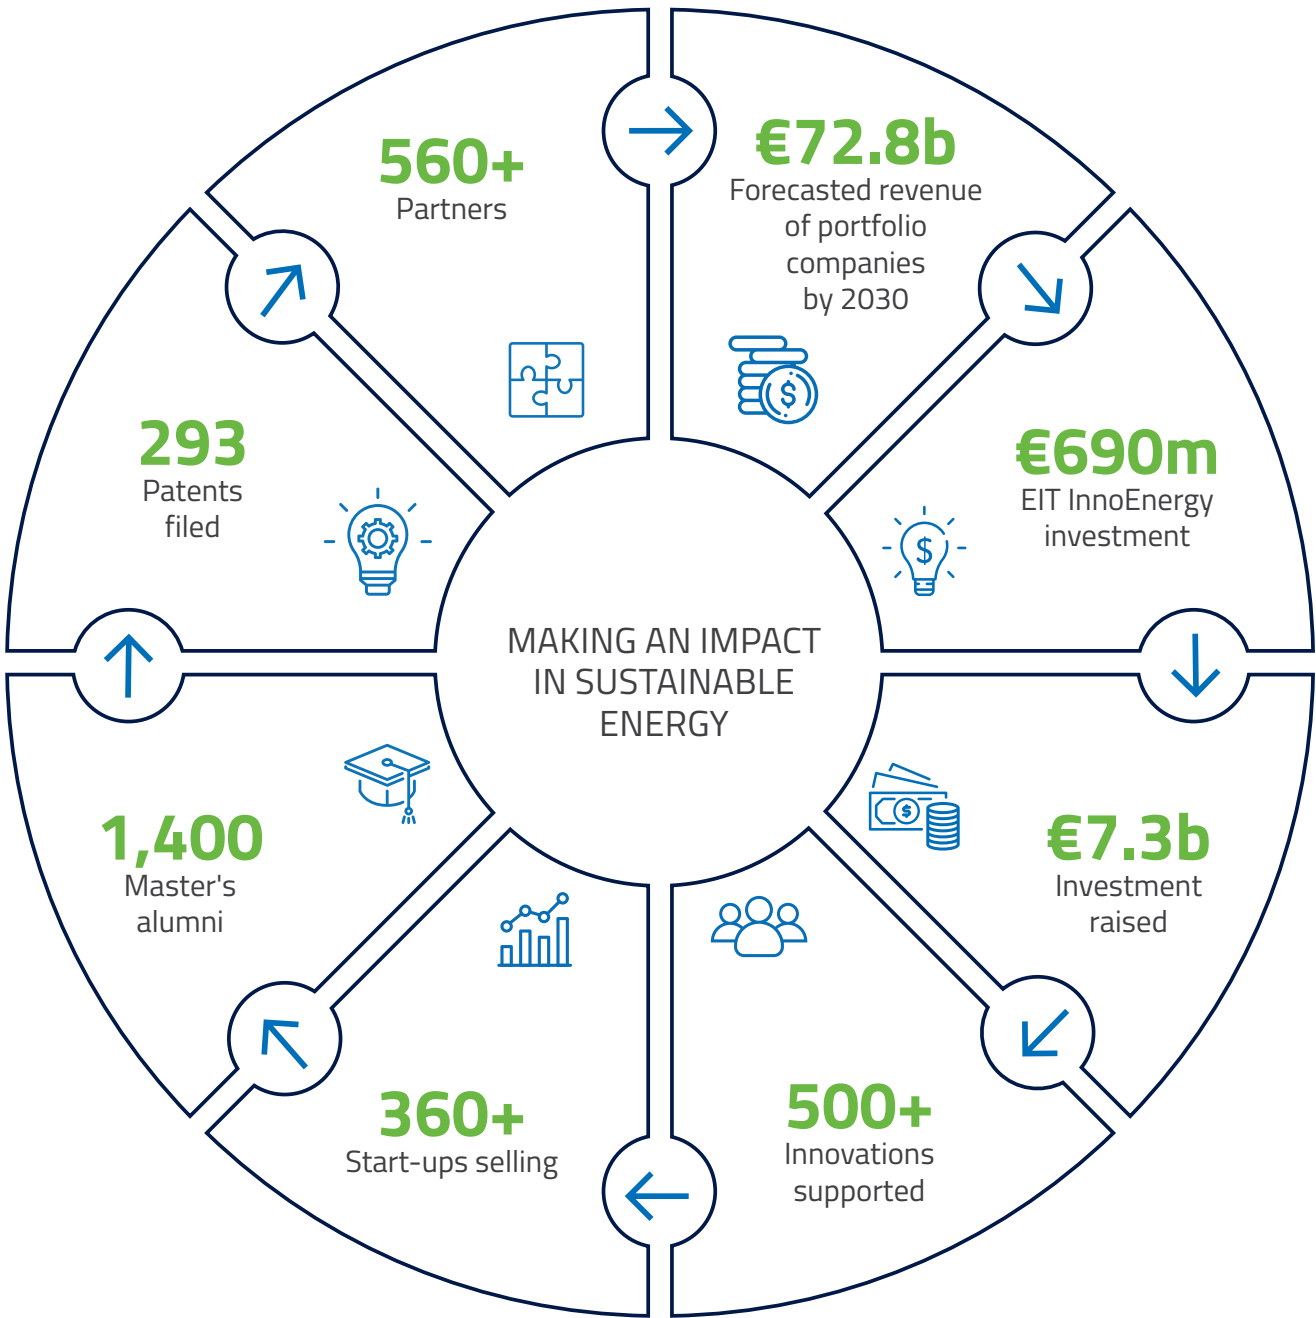 560+
Partners
€72.8b
Forecasted revenue
of portfolio
companies
by 2030
€690m
EIT InnoEnergy
investment
€7.3b
Investment
raised
500+
Innovations
supported
360+
Start-ups selling
1,400
Master's
alumni
293
Patents
filed
MAKING AN IMPACT
IN SUSTAINABLE
ENERGY